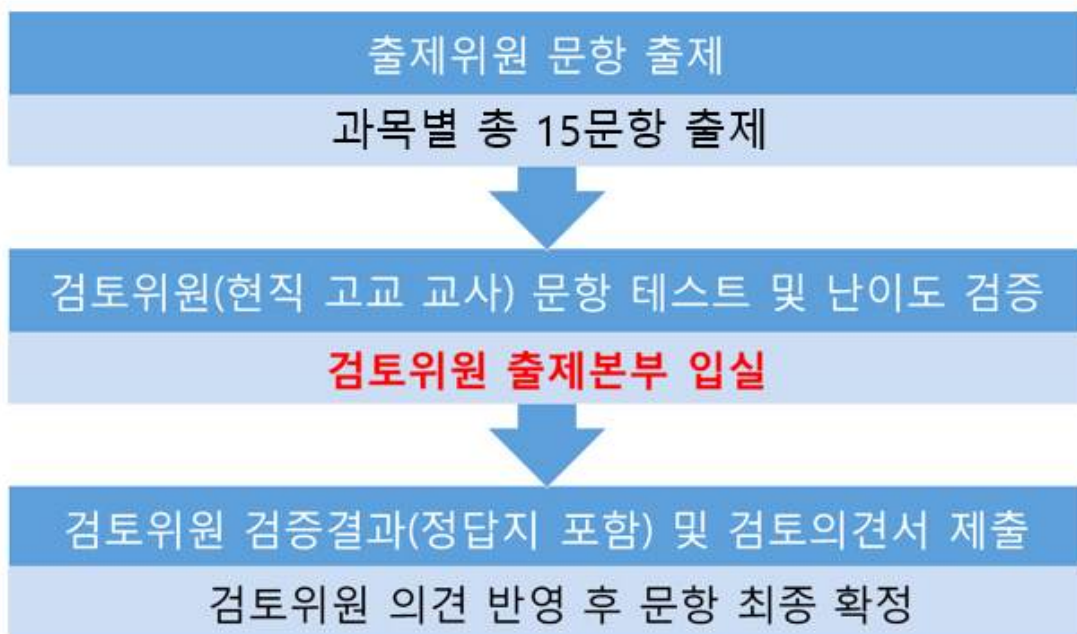 출제위원 문항 출제
과목별 총 15문항 출제
검토위원(현직 고교 교사) 문항 테스트 및 난이도 검증
검토위원 출제본부 입실
검토위원 검증결과(정답지 포함) 및 검토의견서 제출
검토위원 의견 반영 후 문항 최종 확정